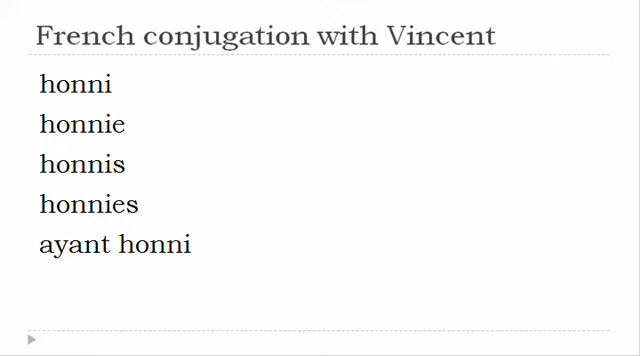 French conjugation with Vincent
honni
honnie
honnis
honnies
ayant honni